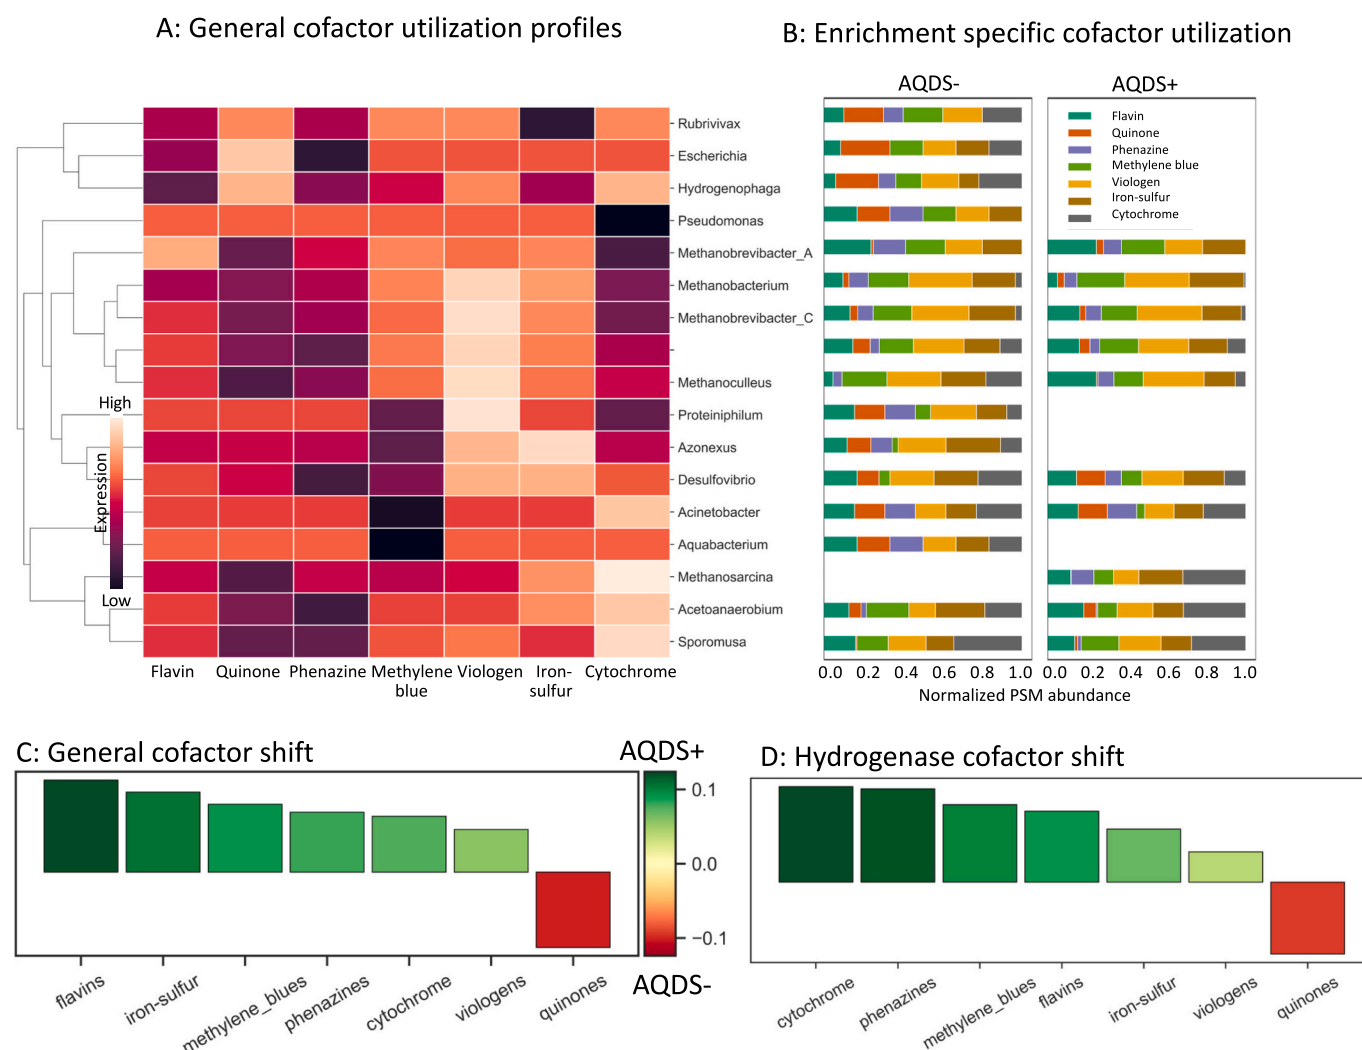 A: General cofactor utilization profiles
B: Enrichment specific cofactor utilization
AQDS-
AQDS+
Rubrivivax
Escherichia
Hydrogenophaga
Pseudomonas
Methanobrevibacter_A
Methanobacterium
Methanobrevibacter_C
Methanoculleus
Proteiniphilum
Azonexus
Desulfovibrio
Acinetobacter
Aquabacterium
Methanosarcina
Acetoanaerobium
Sporomusa
High
Expression
Low
Flavin
Quinone
Phenazine
Methylene
blue
Viologen
Iron-
sulfur
Cytochrome
Flavin
Quinone
Phenazine
Methylene blue
Viologen
Iron-sulfur
Cytochrome
0.0 0.2 0.4 0.6 0.8 1.0
0.0 0.2 0.4 0.6 0.8 1.0
Normalized PSM abundance
C: General cofactor shift
AQDS+
0.1
0.0
−0.1
AQDS-
flavins
iron-sulfur
methylene_blues
phenazines
cytochrome
viologens
quinones
D: Hydrogenase cofactor shift
cytochrome
phenazines
methylene_blues
flavins
iron-sulfur
viologens
quinones